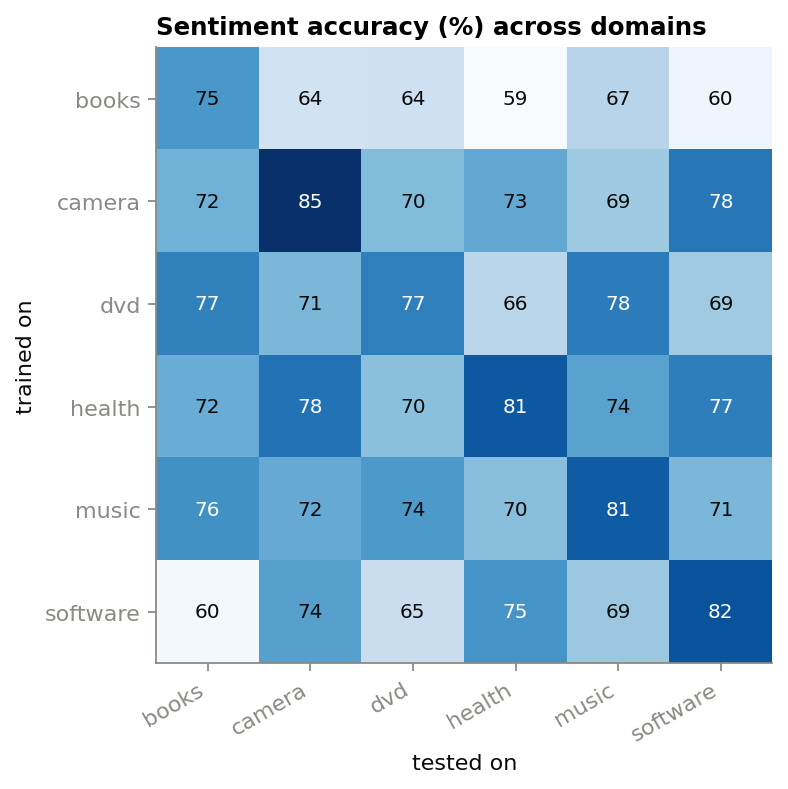 Sentiment accuracy (%) across domains
books 75 64 64 59 67 60
camera 72 85 70 73 69 78
dvd 77 71 77 66 78 69
health 72 78 70 81 74 77
music 76 72 74 70 81 71
software 60 74 65 75 69 82
trained on
books camera dvd health music software
tested on